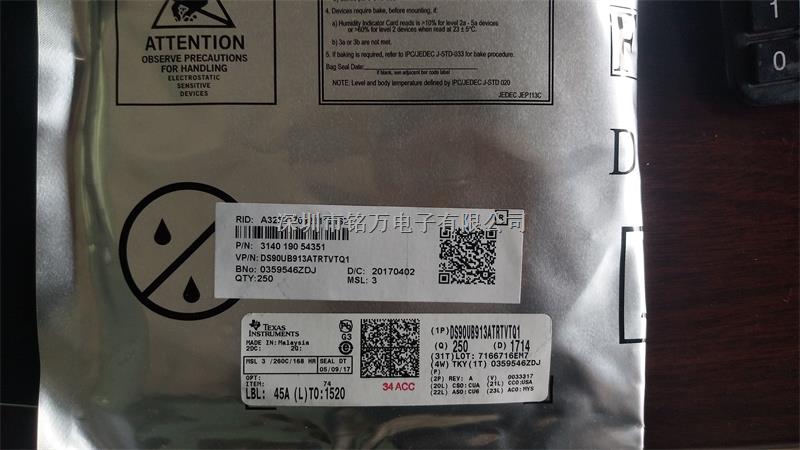 ATTENTION
OBSERVE PRECAUTIONS
FOR HANDLING
ELECTROSTATIC
SENSITIVE
DEVICES
4. Devices require bake, before mounting, if:
a) Humidity Indicator Card reads is >10% for level 2a - 5a devices
or >60% for level 2 devices when read at 23 ± 5°C.
b) 3a or 3b are not met.
5. If baking is required, refer to IPC/JEDEC J-STD-033 for bake procedure.
Bag Seal Date:
If blank, see adjacent bar code label
NOTE: Level and body temperature defined by IPC/JEDEC J-STD 020
JEDEC JEP113C
1
0
D
深圳市铭万电子有限公司
RID:
P/N: 3140 190 54351
VP/N: DS90UB913ATRTVTQ1
BNo: 0359546ZDJ D/C: 20170402
QTY:250 MSL: 3
TEXAS
INSTRUMENTS
MADE IN: Malaysia
2DC: 2Q:
G3
MSL 3 /260C/168 HR
SEAL DT
05/09/17
OPT:
ITEM: 74
LBL: 45A (L)TO:1520
34 ACC
(1P) DS90UB913ATRTVTQ1
(Q) 250 (D) 1714
(31T)LOT: 7166716EM7
(4W) TKY(1T) 0359546ZDJ
(P)
(2P) REV: A (V) 0033317
(20L) CSO:CUA (21L) CCO:USA
(22L) ASO:CU6 (23L) ACO:MYS